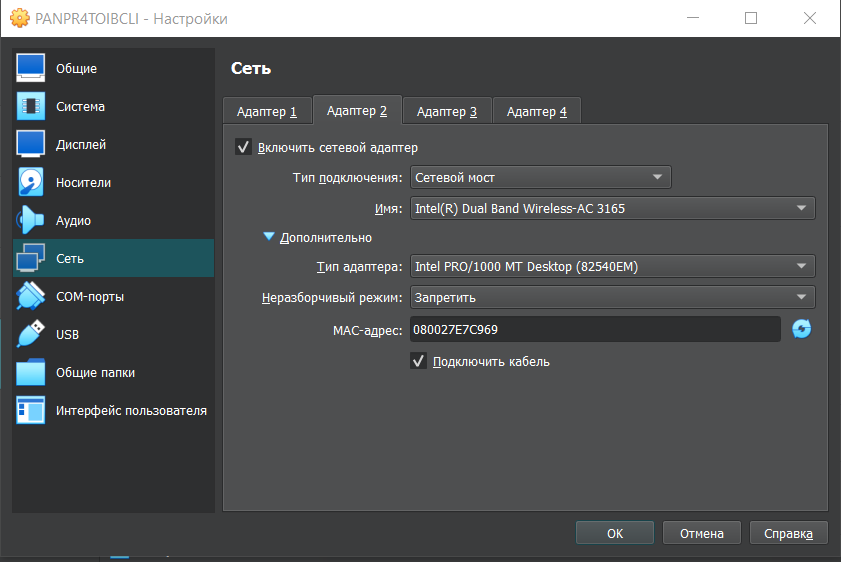 PANPR4TOIBCLI - Настройки
Общие
Система
Дисплей
Носители
Аудио
Сеть
COM-порты
USB
Общие папки
Интерфейс пользователя
Сеть
Адаптер 1 Адаптер 2 Адаптер 3 Адаптер 4
Включить сетевой адаптер
Тип подключения: Сетевой мост
Имя: Intel(R) Dual Band Wireless-AC 3165
Дополнительно
Тип адаптера: Intel PRO/1000 MT Desktop (82540EM)
Неразборчивый режим: Запретить
MAC-адрес: 080027E7C969
Подключить кабель
OK Отмена Справка